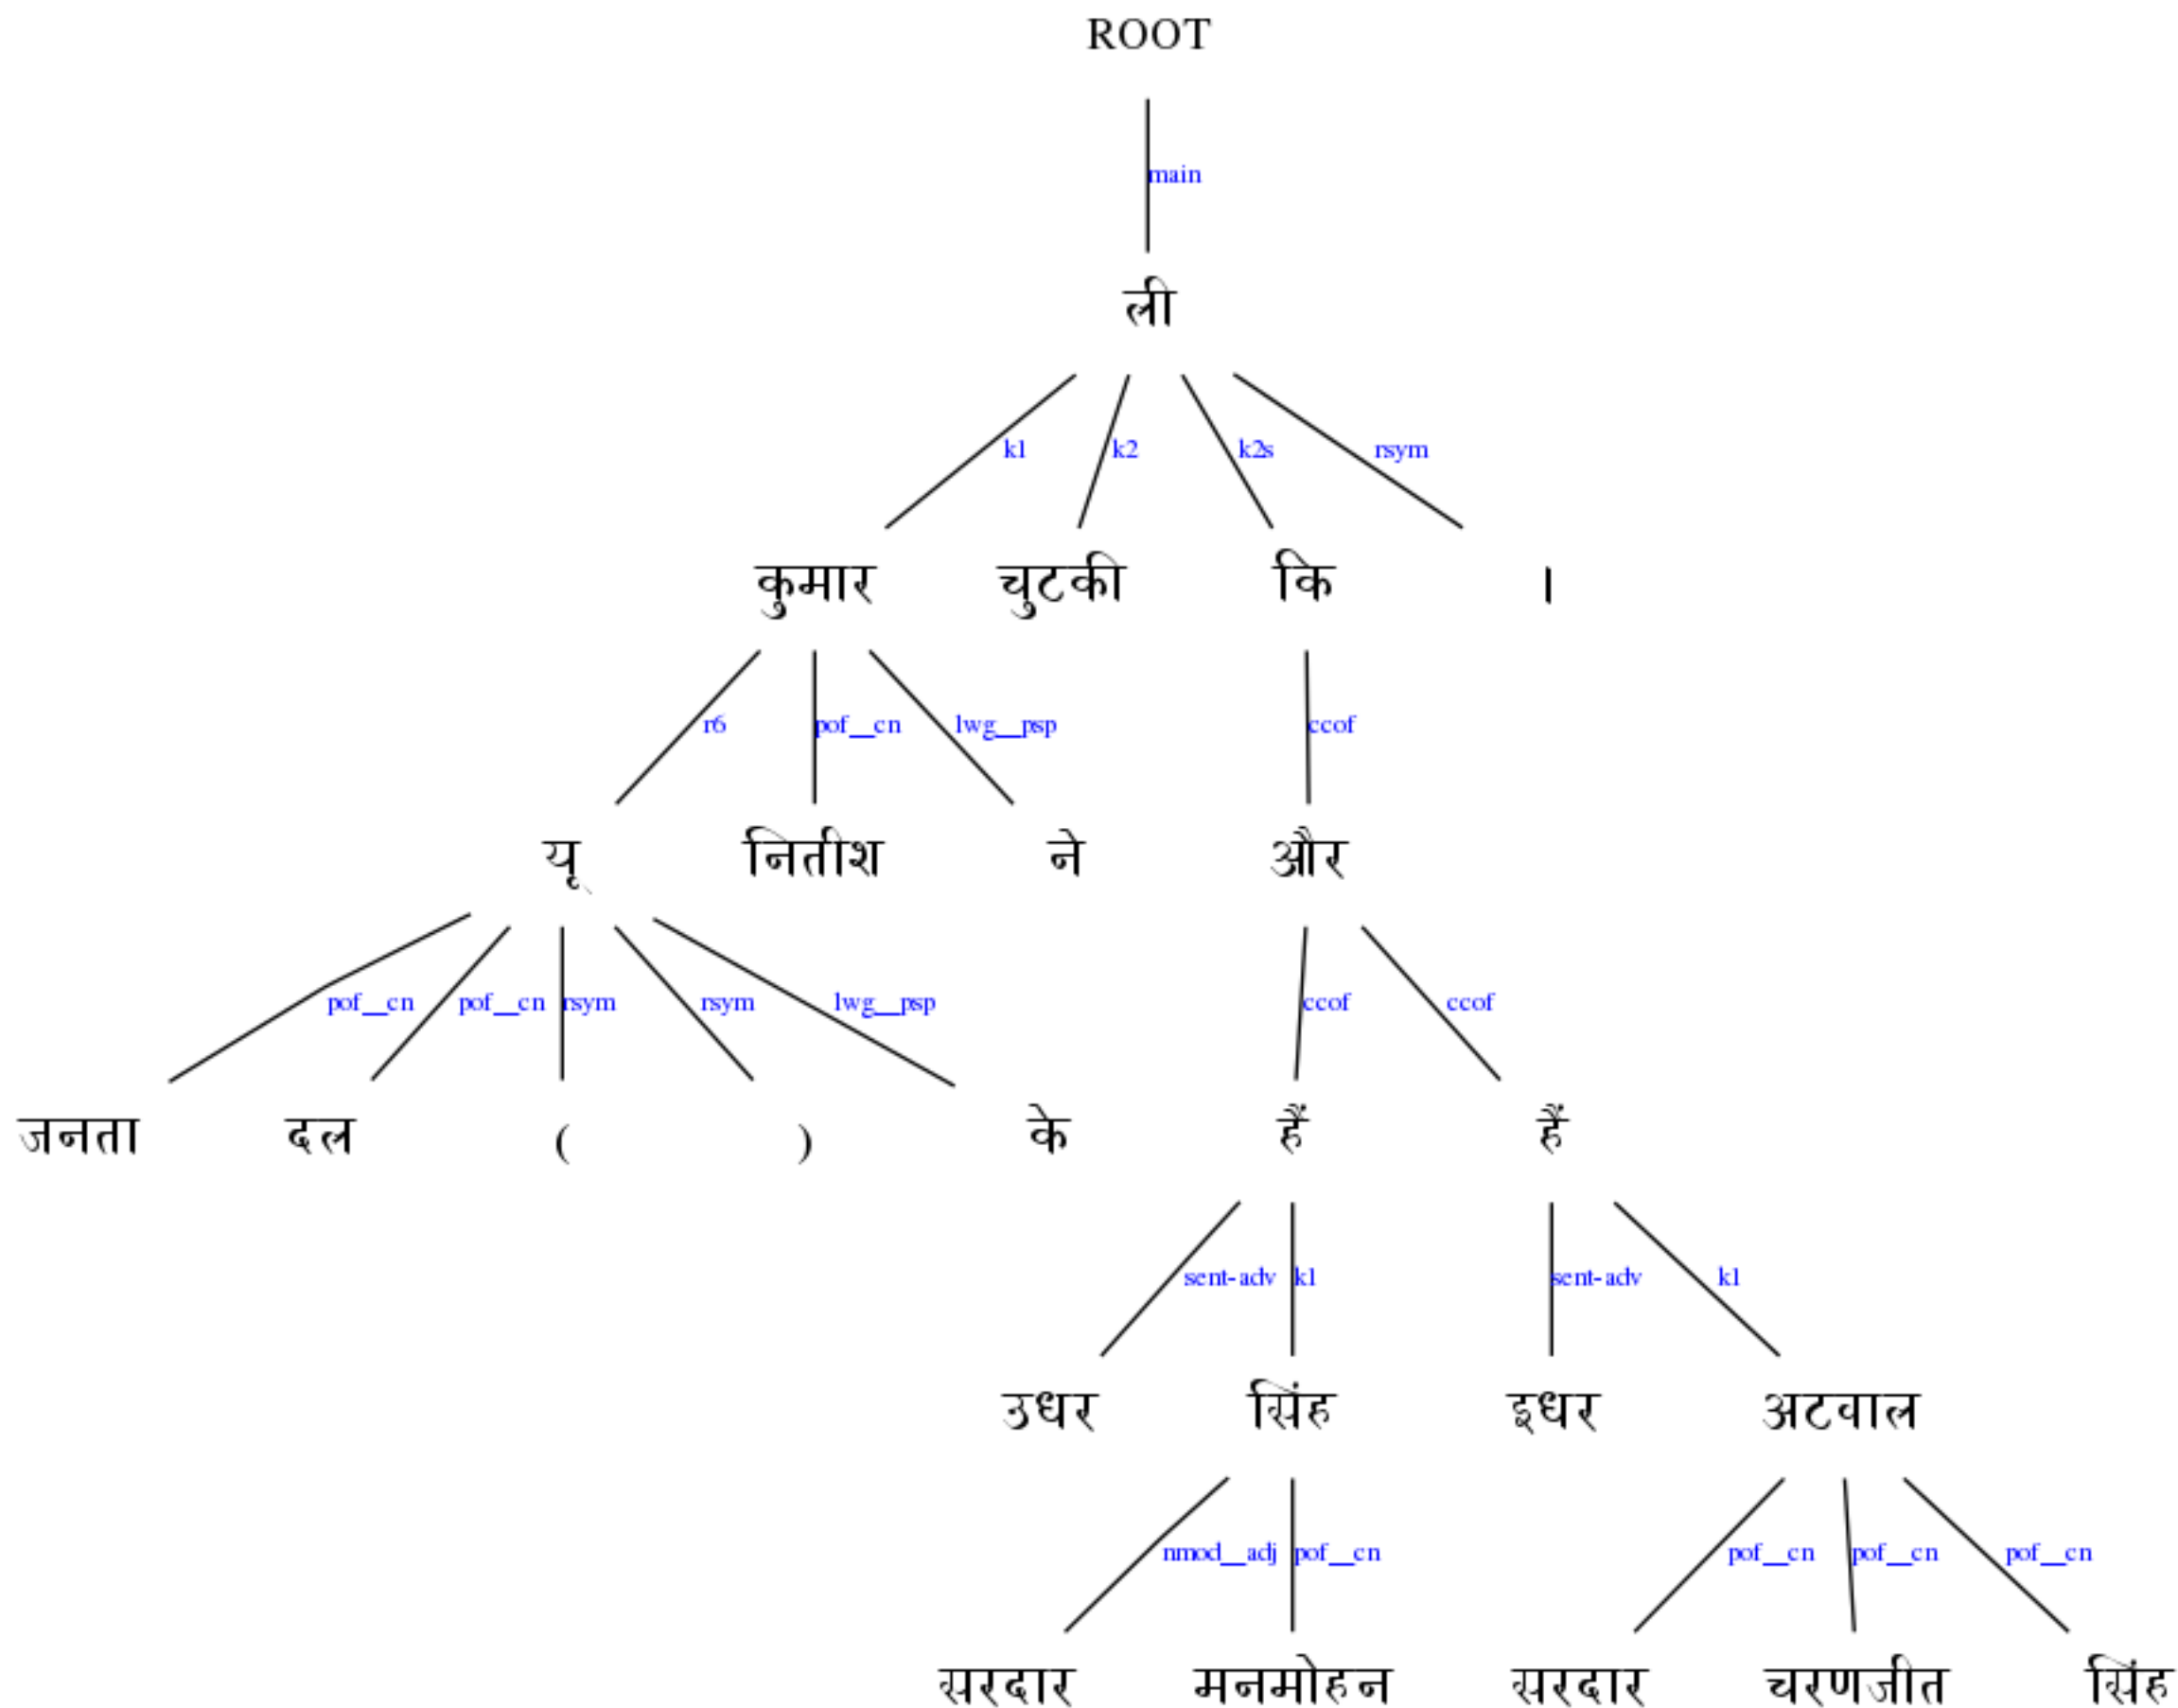 ROOT
main
ली
k1 k2 k2s rsym
कुमार चुटकी कि ।
r6 pof__cn lwg__psp ccof
यू नितीश ने और
pof__cn pof__cn rsym rsym lwg__psp ccof ccof
जनता दल ( ) के हैं हैं
sent-adv k1 sent-adv k1
उधर सिंह इधर अटवाल
nmod__adj pof__cn pof__cn pof__cn pof__cn
सरदार मनमोहन सरदार चरणजीत सिंह